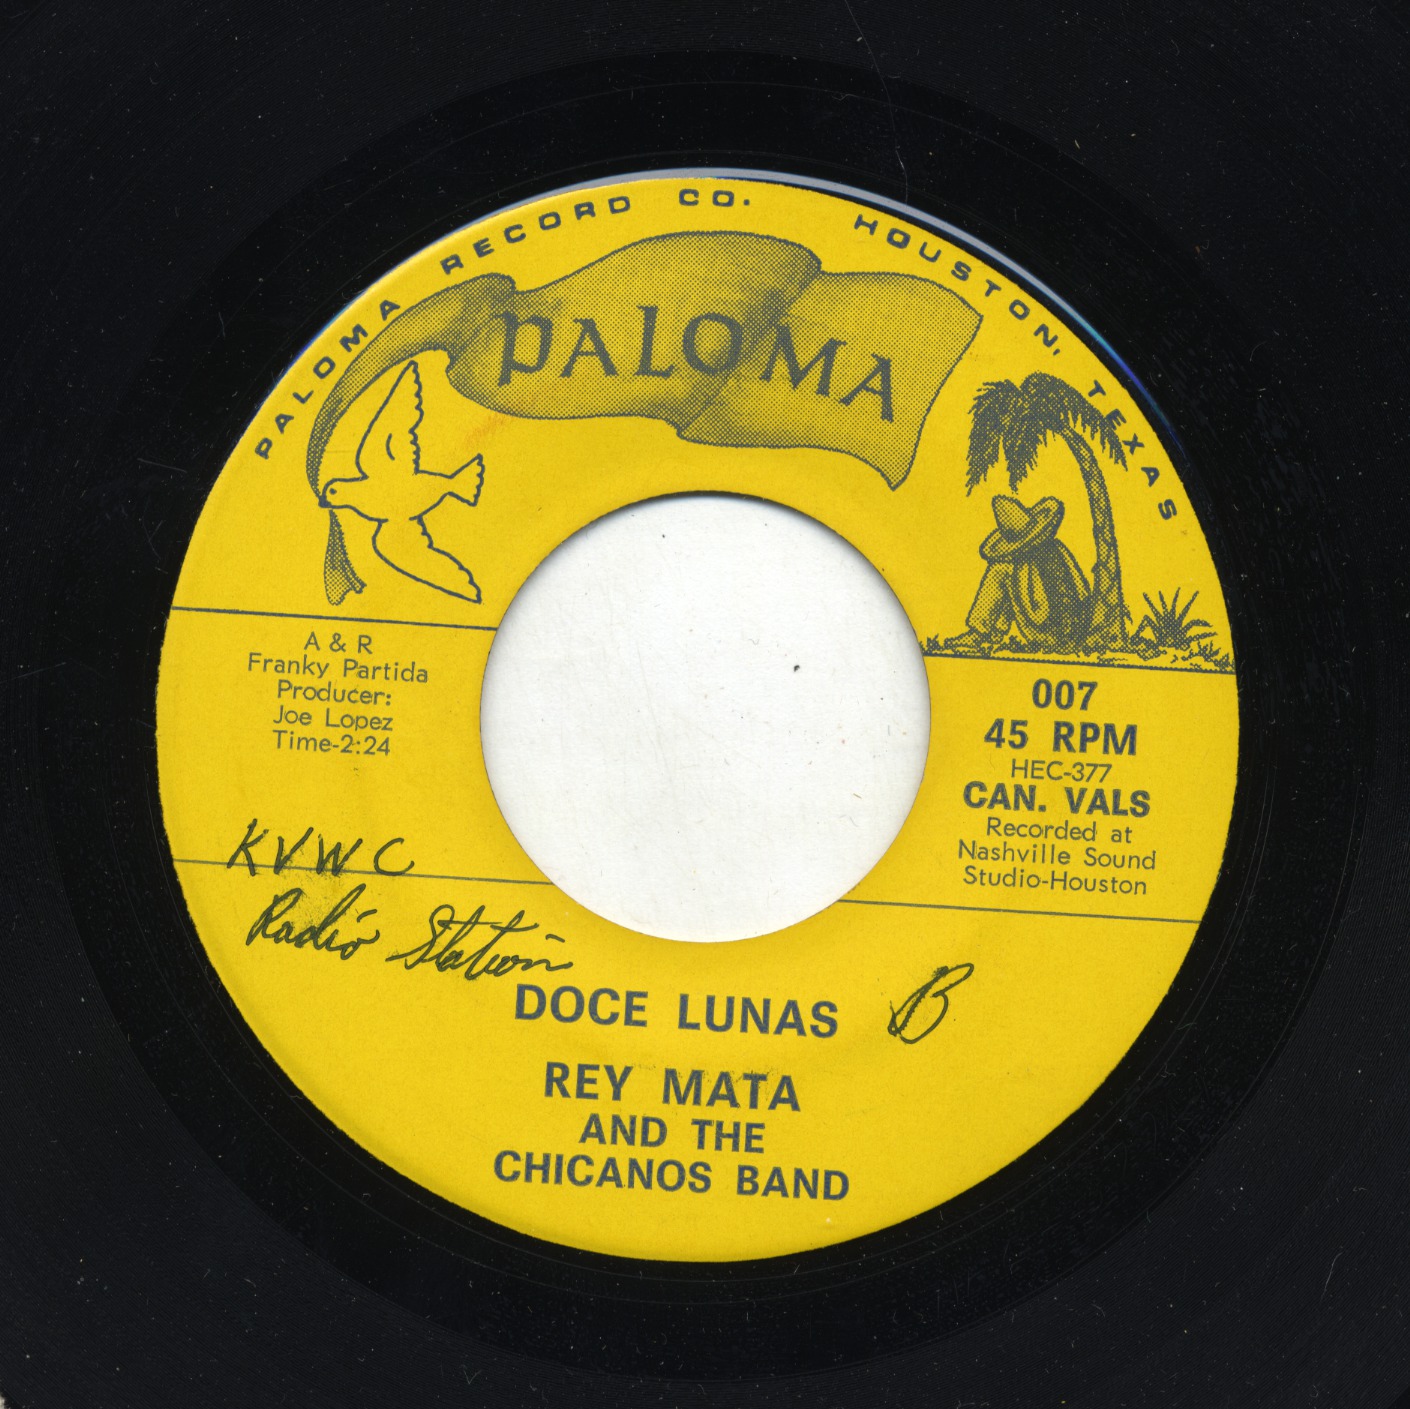 PALOMA RECORD CO. HOUSTON, TEXAS
PALOMA
A & R
Franky Partida
Producer:
Joe Lopez
Time-2:24
007
45 RPM
HEC-377
CAN. VALS
Recorded at
Nashville Sound
Studio-Houston
KVWC
Radio Station
B
DOCE LUNAS
REY MATA
AND THE
CHICANOS BAND